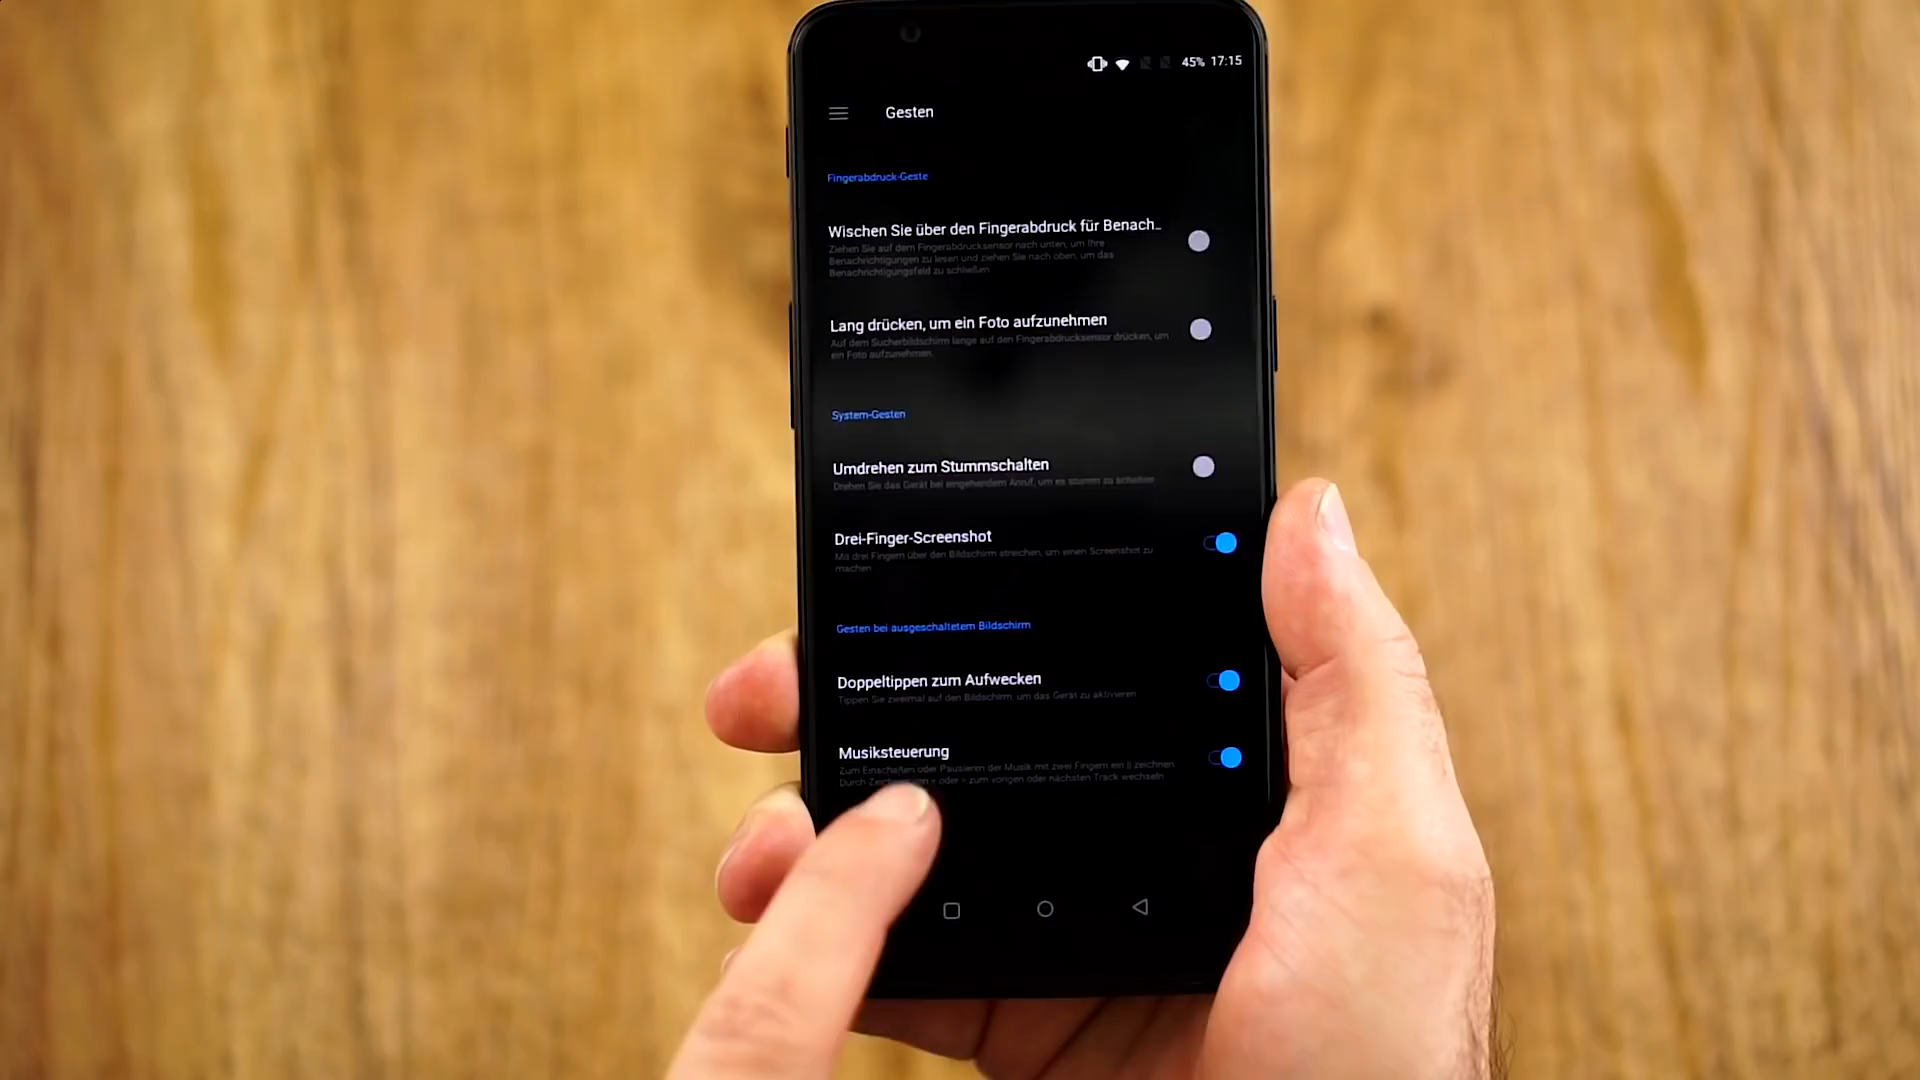 45% 17:15
Gesten
Fingerabdruck-Geste
Wischen Sie über den Fingerabdruck für Benach..
Ziehen Sie auf dem Fingerabdrucksensor nach unten, um Ihre
Benachrichtigungen zu lesen und ziehen Sie nach oben, um das
Benachrichtigungsfeld zu schließen
Lang drücken, um ein Foto aufzunehmen
Auf dem Sucherbildschirm lange auf den Fingerabdrucksensor drücken, um
ein Foto aufzunehmen.
System-Gesten
Umdrehen zum Stummschalten
Drehen Sie das Gerät bei eingehendem Anruf, um es stumm zu schalten
Drei-Finger-Screenshot
Mit drei Fingern über den Bildschirm streichen, um einen Screenshot zu
machen
Gesten bei ausgeschaltetem Bildschirm
Doppeltippen zum Aufwecken
Tippen Sie zweimal auf den Bildschirm, um das Gerät zu aktivieren
Musiksteuerung
Zum Einschalten oder Pausieren der Musik mit zwei Fingern ein || zeichnen
Durch < oder > zum vorigen oder nächsten Track wechseln